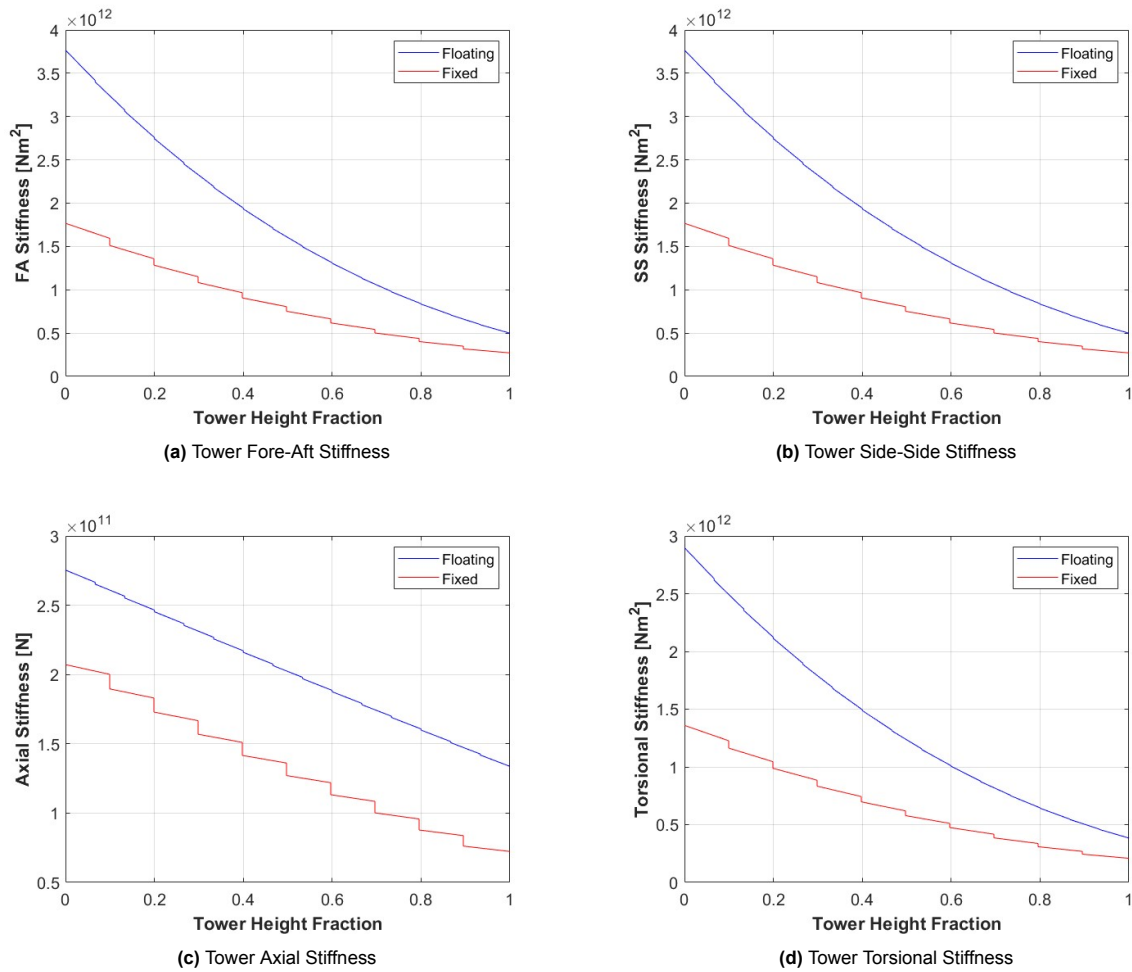 ×10¹²
4
3.5
3
2.5
2
1.5
1
0.5
0
FA Stiffness [Nm²]
Floating
Fixed
0 0.2 0.4 0.6 0.8 1
Tower Height Fraction
(a) Tower Fore-Aft Stiffness
×10¹²
4
3.5
3
2.5
2
1.5
1
0.5
0
SS Stiffness [Nm²]
Floating
Fixed
0 0.2 0.4 0.6 0.8 1
Tower Height Fraction
(b) Tower Side-Side Stiffness
×10¹¹
3
2.5
2
1.5
1
0.5
Axial Stiffness [N]
Floating
Fixed
0 0.2 0.4 0.6 0.8 1
Tower Height Fraction
(c) Tower Axial Stiffness
×10¹²
3
2.5
2
1.5
1
0.5
0
Torsional Stiffness [Nm²]
Floating
Fixed
0 0.2 0.4 0.6 0.8 1
Tower Height Fraction
(d) Tower Torsional Stiffness